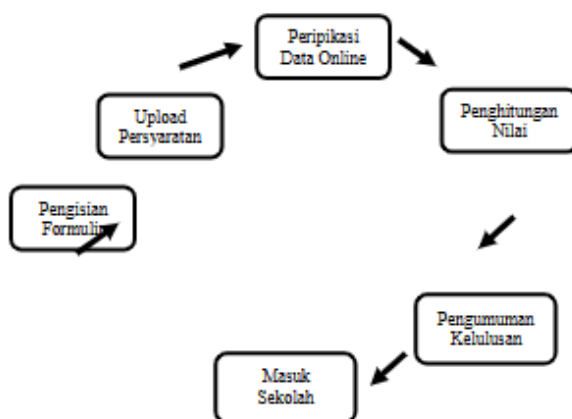 Pengisian
Formulir
Upload
Persyaratan
Peripikasi
Data Online
Penghitungan
Nilai
Pengumuman
Kelulusan
Masuk
Sekolah